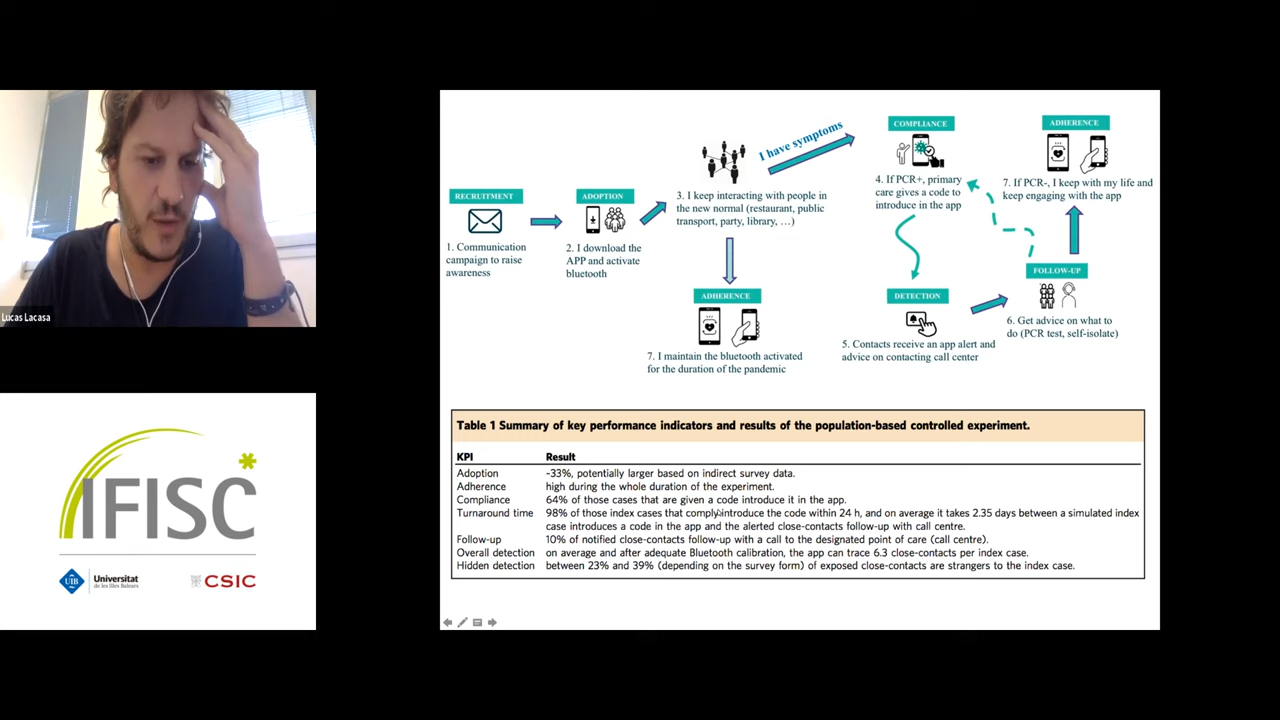 Lucas Lacasa
IFISC
UIB
Universitat
de les Illes Balears
CSIC
RECRUITMENT
1. Communication
campaign to raise
awareness
ADOPTION
2. I download the
APP and activate
bluetooth
3. I keep interacting with people in
the new normal (restaurant, public
transport, party, library, …)
I have symptoms
ADHERENCE
7. I maintain the bluetooth activated
for the duration of the pandemic
COMPLIANCE
4. If PCR+, primary
care gives a code to
introduce in the app
DETECTION
5. Contacts receive an app alert and
advice on contacting call center
FOLLOW-UP
6. Get advice on what to
do (PCR test, self-isolate)
ADHERENCE
7. If PCR-, I keep with my life and
keep engaging with the app
Table 1 Summary of key performance indicators and results of the population-based controlled experiment.
KPI Result
Adoption ~33%, potentially larger based on indirect survey data.
Adherence high during the whole duration of the experiment.
Compliance 64% of those cases that are given a code introduce it in the app.
Turnaround time 98% of those index cases that comply introduce the code within 24 h, and on average it takes 2.35 days between a simulated index
case introduces a code in the app and the alerted close-contacts follow-up with call centre.
Follow-up 10% of notified close-contacts follow-up with a call to the designated point of care (call centre).
Overall detection on average and after adequate Bluetooth calibration, the app can trace 6.3 close-contacts per index case.
Hidden detection between 23% and 39% (depending on the survey form) of exposed close-contacts are strangers to the index case.